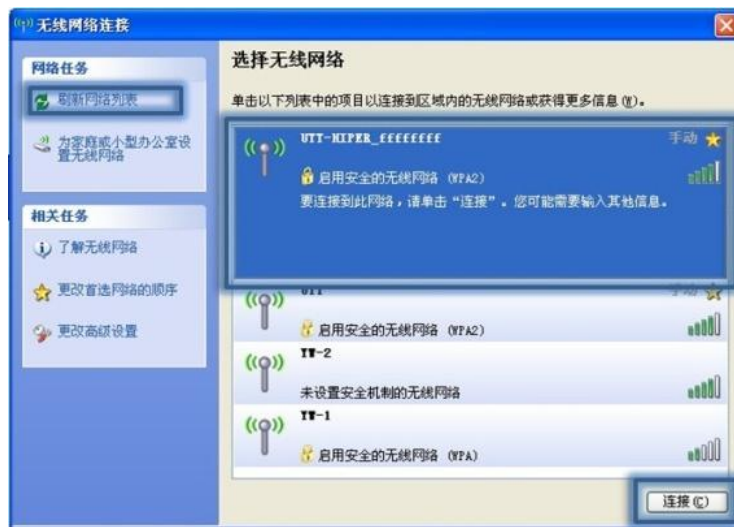 无线网络连接
网络任务
刷新网络列表
为家庭或小型办公室设
置无线网络
相关任务
了解无线网络
更改首选网络的顺序
更改高级设置
选择无线网络
单击以下列表中的项目以连接到区域内的无线网络或获得更多信息(W)。
UTT-HIPER_ffffffff
手动
启用安全的无线网络 (WPA2)
要连接到此网络，请单击“连接”。您可能需要输入其他信息。
UTT
手动
启用安全的无线网络 (WPA2)
YW-2
未设置安全机制的无线网络
YW-1
启用安全的无线网络 (WPA)
连接(C)